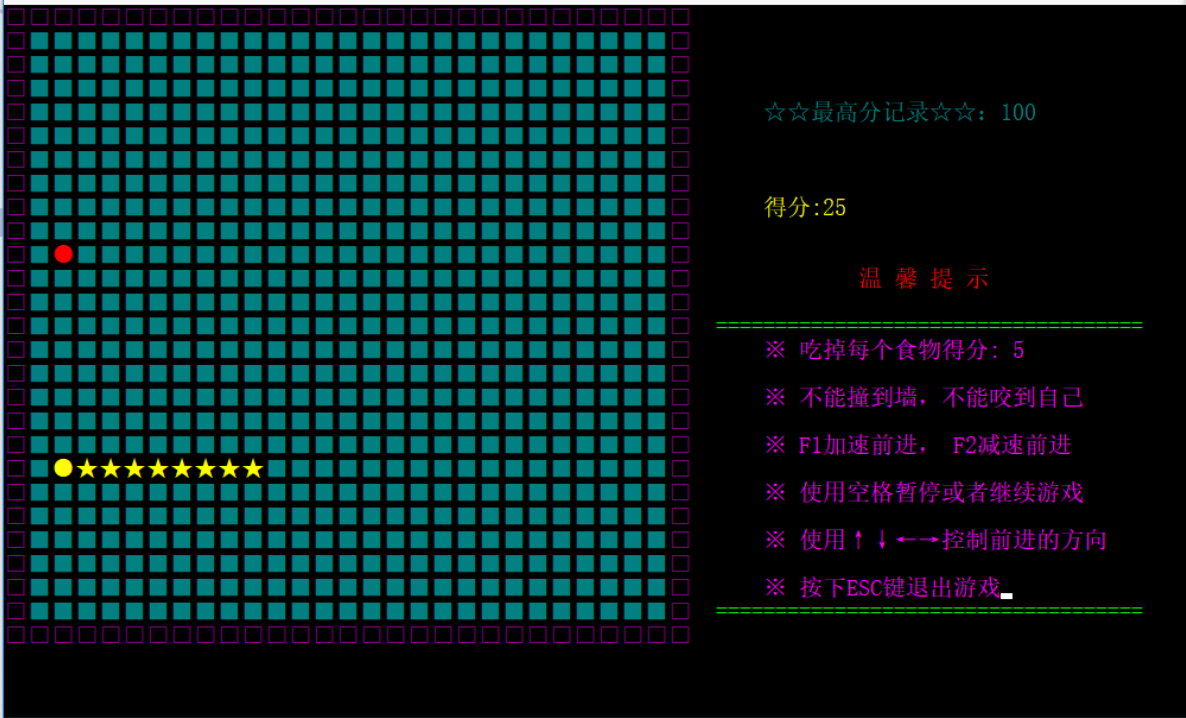 ☆☆最高分记录☆☆：100
得分:25
温 馨 提 示
※ 吃掉每个食物得分: 5
※ 不能撞到墙，不能咬到自己
※ F1加速前进， F2减速前进
※ 使用空格暂停或者继续游戏
※ 使用↑↓←→控制前进的方向
※ 按下ESC键退出游戏